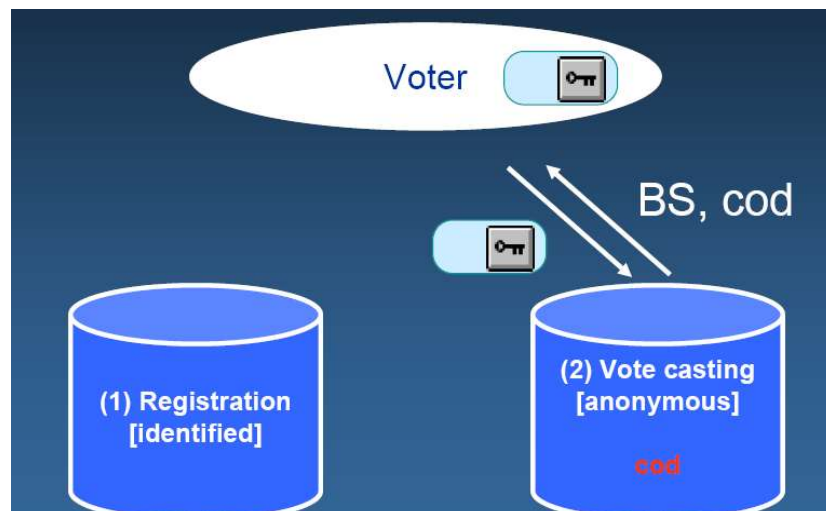 Voter
BS, cod
(1) Registration
[identified]
(2) Vote casting
[anonymous]
cod